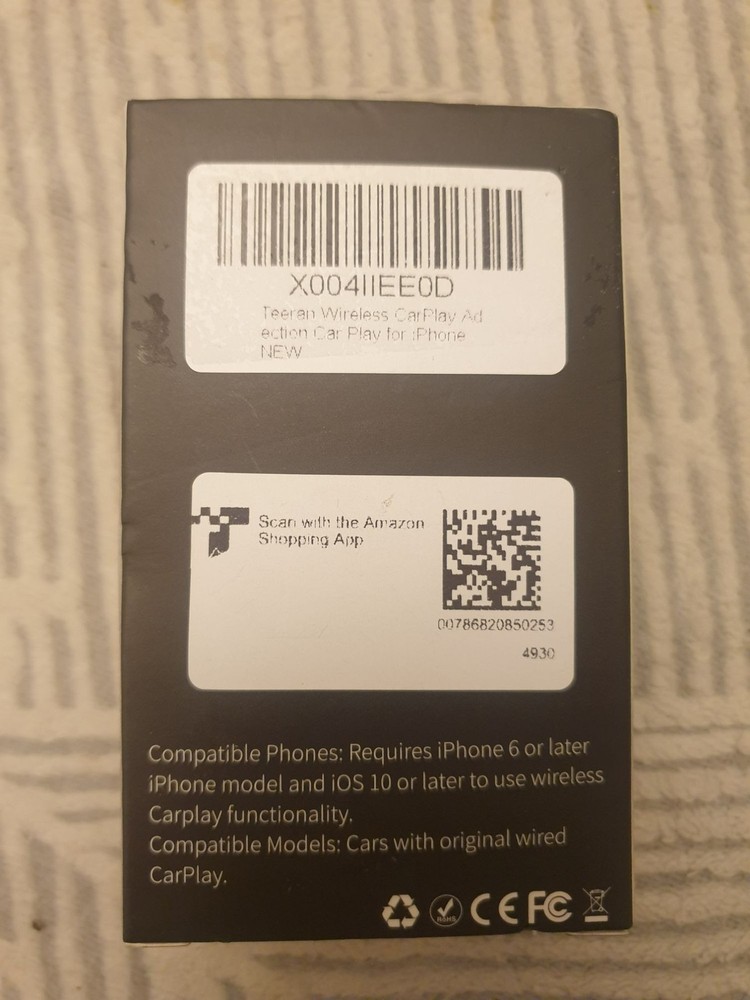 X004IIEE0D
Teeran Wireless CarPlay Ad
ection Car Play for iPhone
NEW
Scan with the Amazon
Shopping App
00786820850253
4930
Compatible Phones: Requires iPhone 6 or later
iPhone model and iOS 10 or later to use wireless
Carplay functionality.
Compatible Models: Cars with original wired
CarPlay.
RoHS CE FC